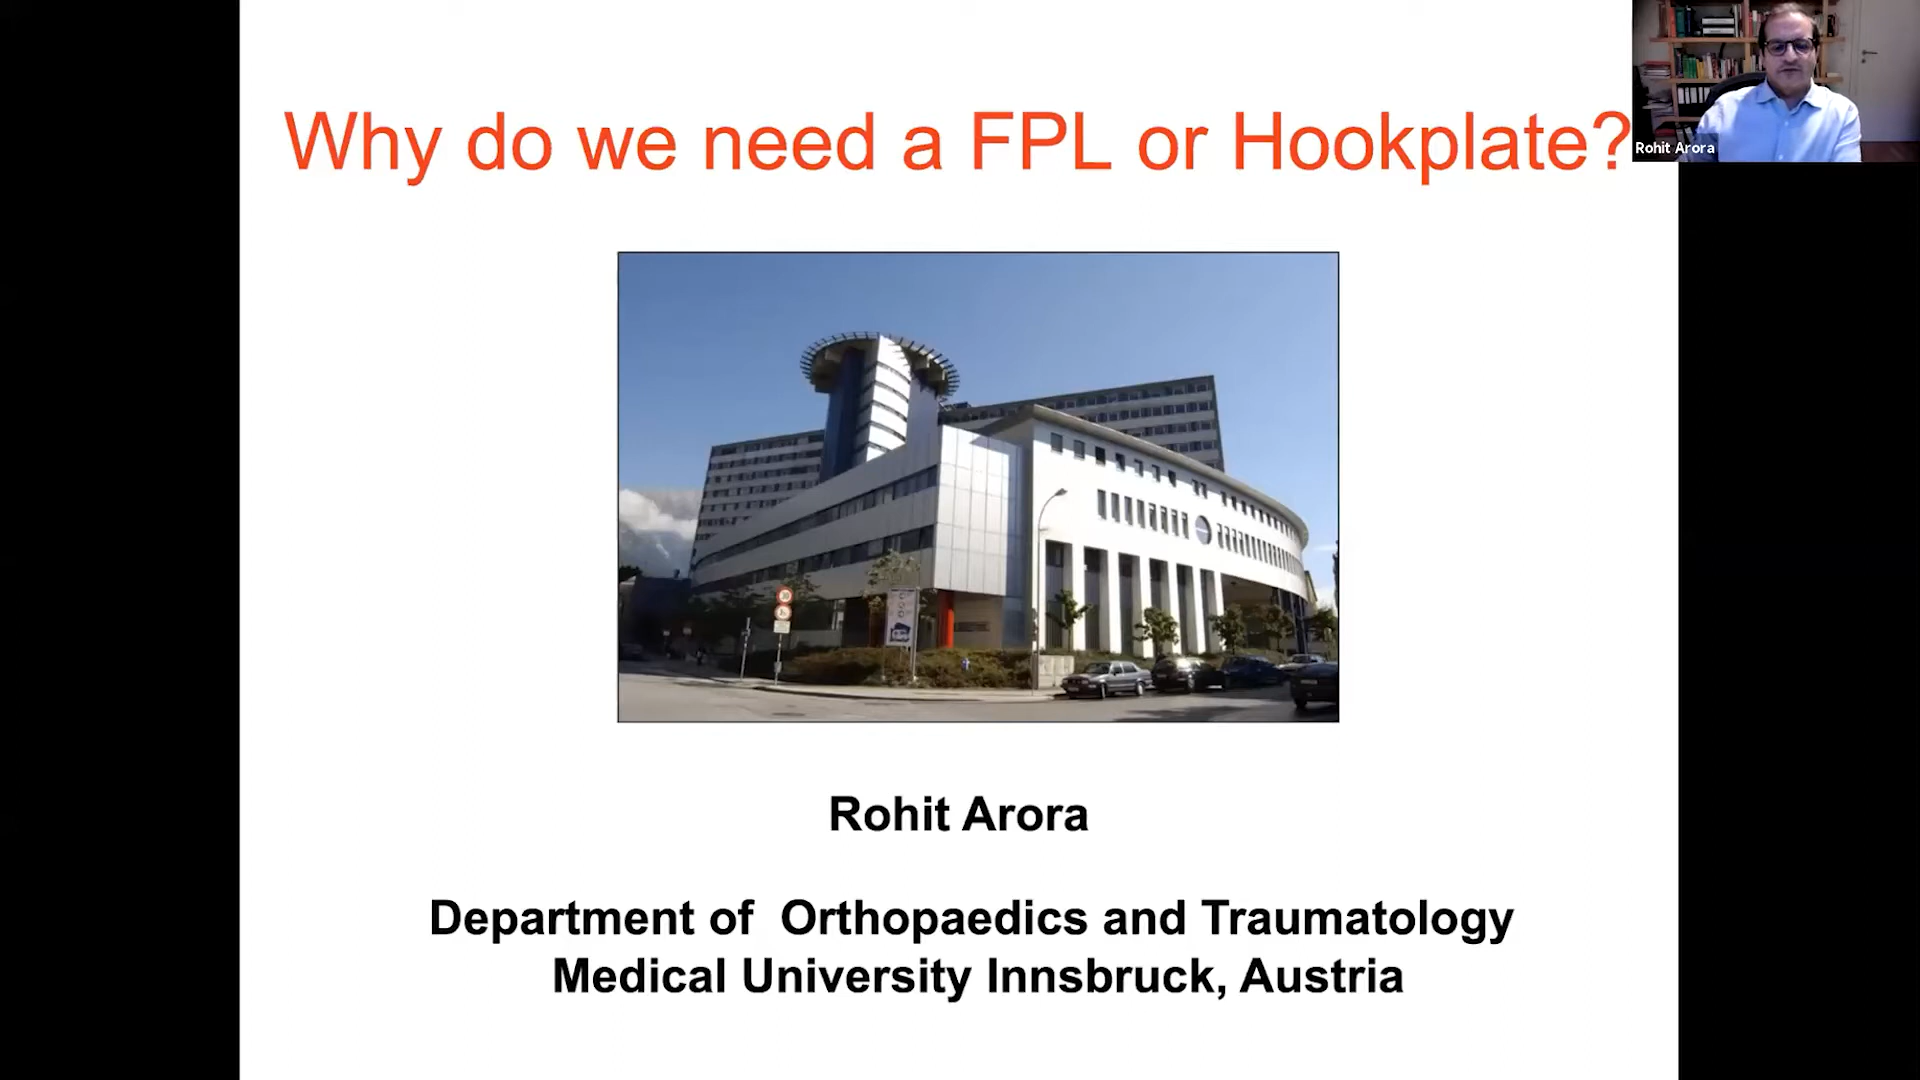 Why do we need a FPL or Hookplate?
Rohit Arora
Rohit Arora
Department of Orthopaedics and Traumatology
Medical University Innsbruck, Austria